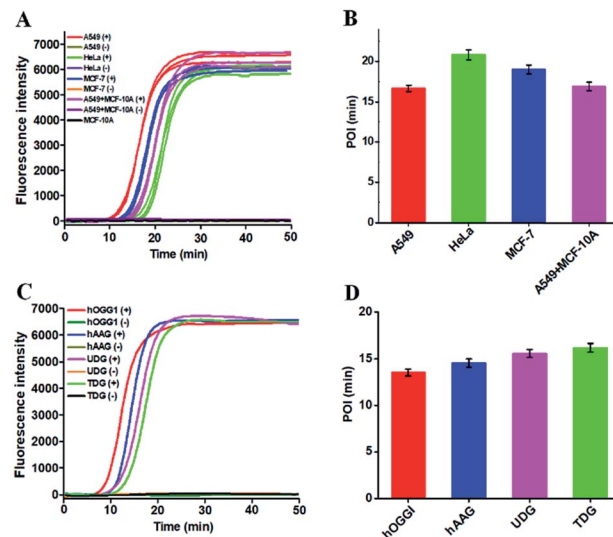 A
Fluorescence intensity
7000
6000
5000
4000
3000
2000
1000
0
A549 (+)
A549 (-)
HeLa (+)
HeLa (-)
MCF-7 (+)
MCF-7 (-)
A549+MCF-10A (+)
A549+MCF-10A (-)
MCF-10A
0 10 20 30 40 50
Time (min)
B
POI (min)
20
15
10
5
0
A549
HeLa
MCF-7
A549+MCF-10A
C
Fluorescence intensity
7000
6000
5000
4000
3000
2000
1000
0
hOGG1 (+)
hOGG1 (-)
hAAG (+)
hAAG (-)
UDG (+)
UDG (-)
TDG (+)
TDG (-)
0 10 20 30 40 50
Time (min)
D
POI (min)
20
15
10
5
0
hOGGI
hAAG
UDG
TDG